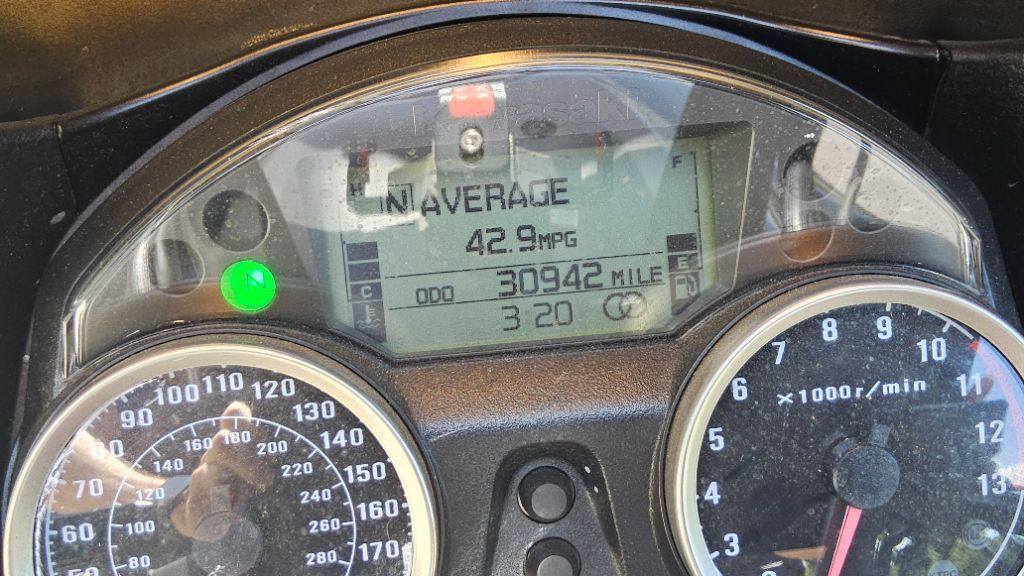 Kawasaki
H F
N AVERAGE
42.9MPG
C E
ODO 30942 MILE
3 20
N
50 60 70 80 90 100 110 120 130 140 150 160 170
80 100 120 140 160 180 200 220 240 260 280
3 4 5 6 7 8 9 10 11 12 13
×1000r/min